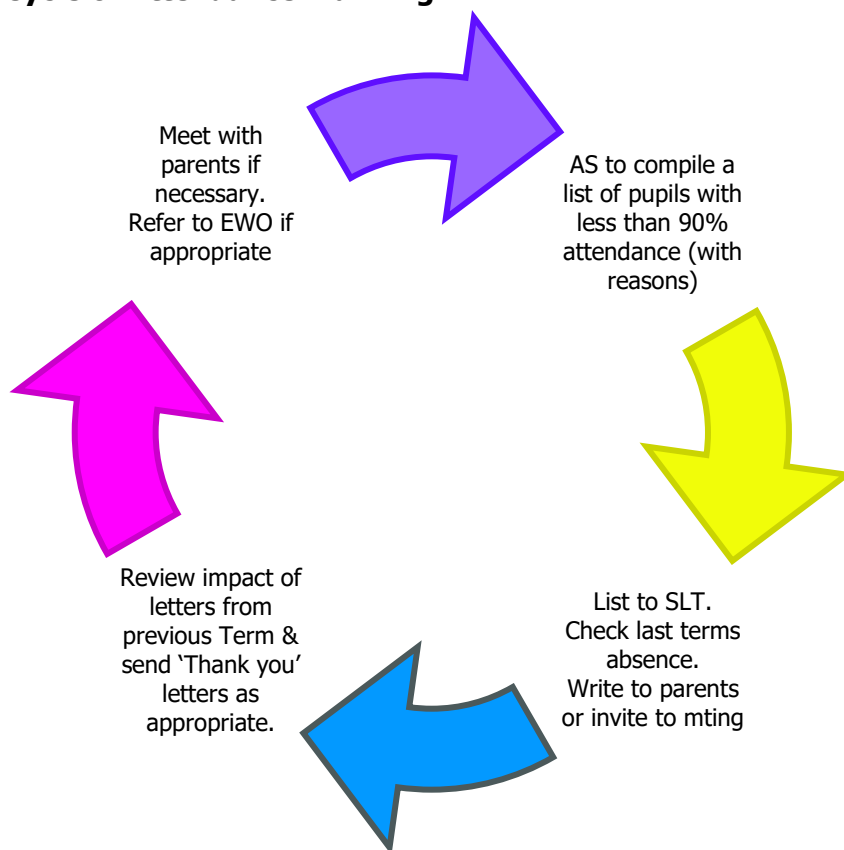 Meet with
parents if
necessary.
Refer to EWO if
appropriate
AS to compile a
list of pupils with
less than 90%
attendance (with
reasons)
List to SLT.
Check last terms
absence.
Write to parents
or invite to mting
Review impact of
letters from
previous Term &
send ‘Thank you’
letters as
appropriate.